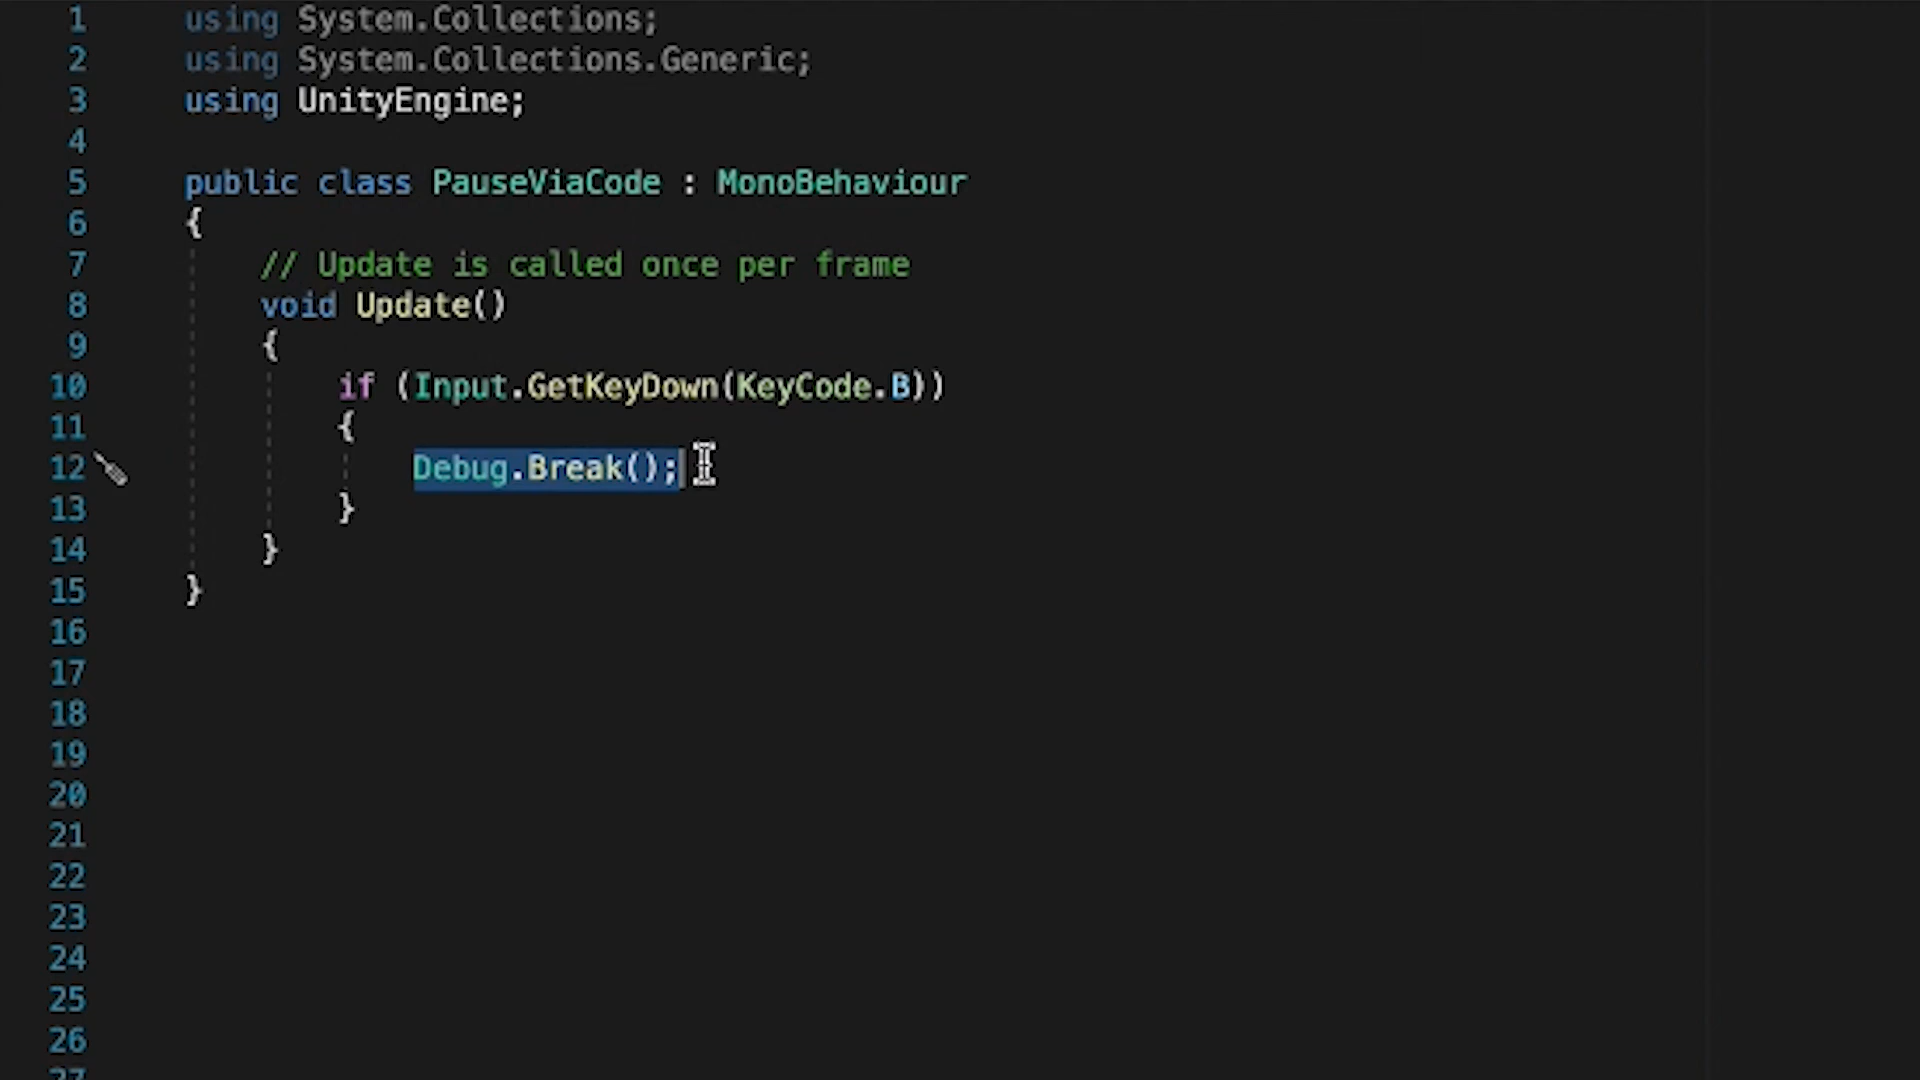 1 using System.Collections;
2 using System.Collections.Generic;
3 using UnityEngine;
4
5 public class PauseViaCode : MonoBehaviour
6 {
7 // Update is called once per frame
8 void Update()
9 {
10 if (Input.GetKeyDown(KeyCode.B))
11 {
12 Debug.Break();
13 }
14 }
15 }
16
17
18
19
20
21
22
23
24
25
26
27